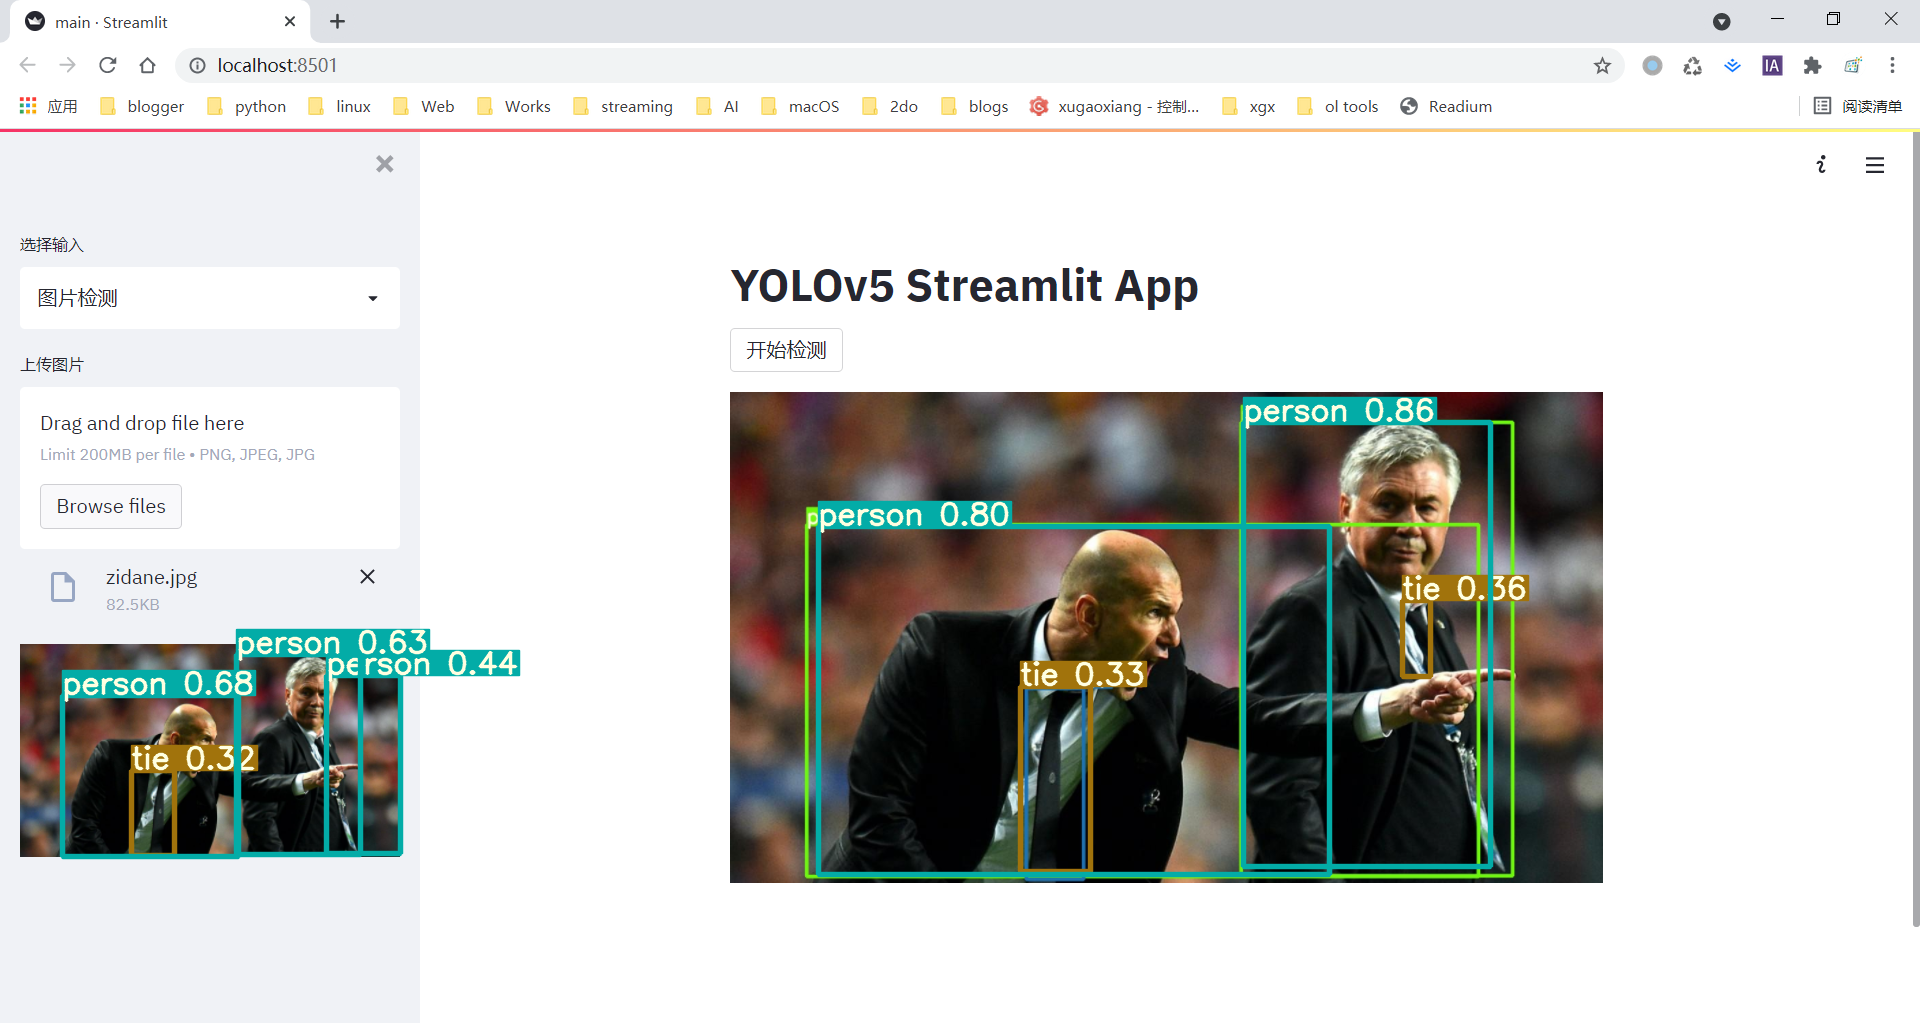 main · Streamlit
localhost:8501
应用 blogger python linux Web Works streaming AI macOS 2do blogs xugaoxiang - 控制... xgx ol tools Readium 阅读清单
IA
选择输入
图片检测
上传图片
Drag and drop file here
Limit 200MB per file • PNG, JPEG, JPG
Browse files
zidane.jpg
82.5KB
person 0.63
person 0.44
person 0.68
tie 0.32
YOLOv5 Streamlit App
开始检测
person 0.86
person 0.80
tie 0.36
tie 0.33